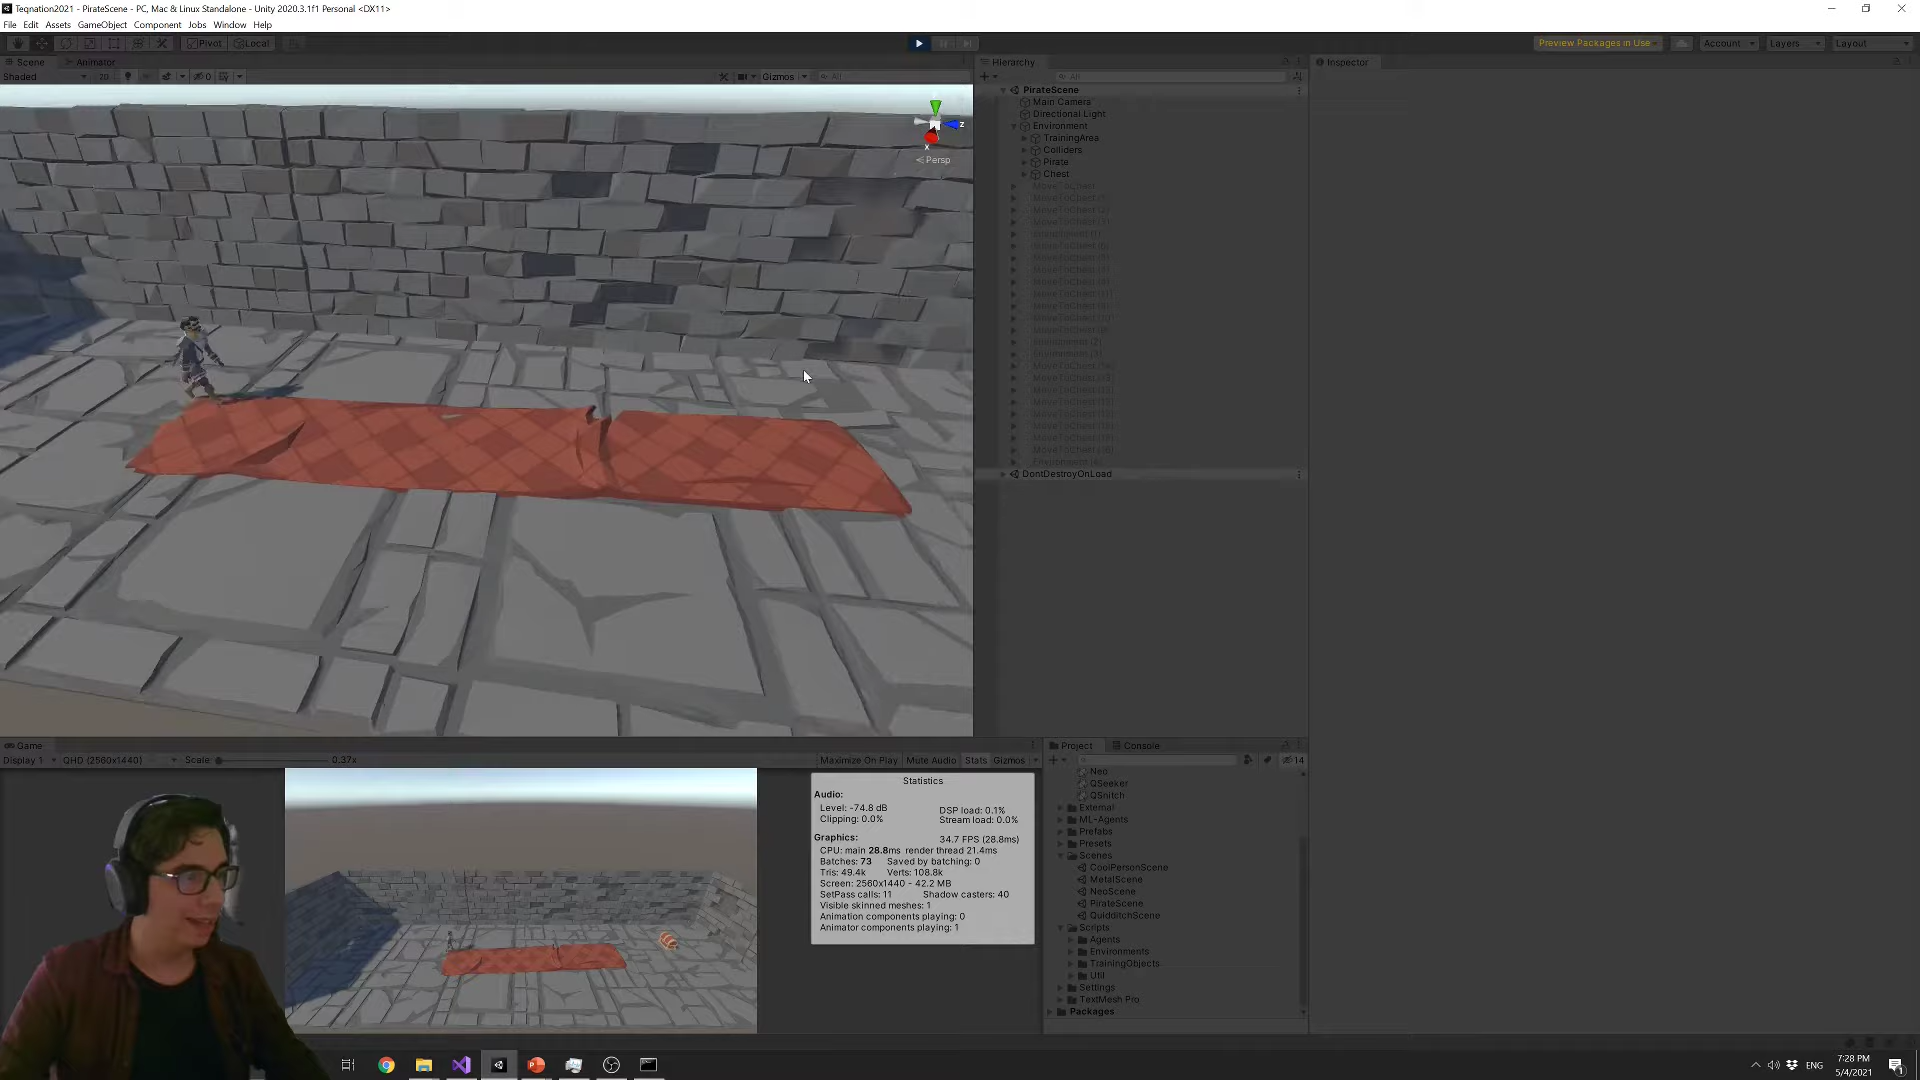 Teqnation2021 - PirateScene - PC, Mac & Linux Standalone - Unity 2020.3.1f1 Personal <DX11>
File Edit Assets GameObject Component Jobs Window Help
Pivot Local
Preview Packages in Use
Account
Layers
Layout
Scene Animator
Shaded
20
0
Gizmos
All
x
z
Persp
Hierarchy
All
PirateScene
Main Camera
Directional Light
Environment
TrainingArea
Colliders
Pirate
Chest
MoveToChest
DontDestroyOnLoad
Inspector
Game
Display 1
QHD (2560x1440)
Scale
0.37x
Maximize On Play Mute Audio Stats Gizmos
Statistics
Audio:
Level: -74.8 dB DSP load: 0.1%
Clipping: 0.0% Stream load: 0.0%
Graphics: 34.7 FPS (28.8ms)
CPU: main 28.8ms render thread 21.4ms
Batches: 73 Saved by batching: 0
Tris: 49.4k Verts: 108.8k
Screen: 2560x1440 - 42.2 MB
SetPass calls: 11 Shadow casters: 40
Visible skinned meshes: 1
Animation components playing: 0
Animator components playing: 1
Project Console
14
Neo
QSeeker
QSnitch
External
ML-Agents
Prefabs
Presets
Scenes
CoolPersonScene
MetalScene
NeoScene
PirateScene
QuidditchScene
Scripts
Agents
Environments
TrainingObjects
Util
Settings
TextMesh Pro
Packages
ENG
7:28 PM
5/4/2021